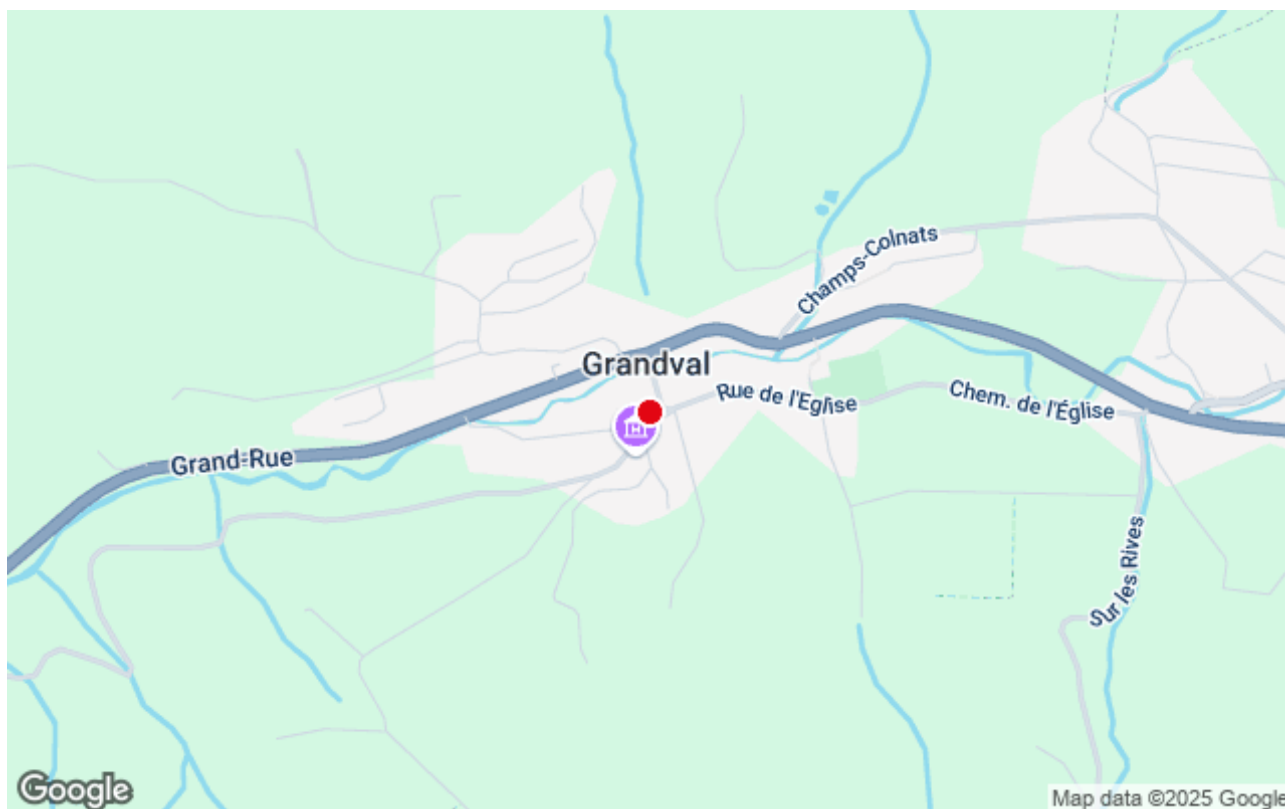 Champs-Colnats
Grandval
Rue de l'Eglise
Chem. de l'Église
Grand-Rue
Sur les Rives
Google
Map data ©2025 Google